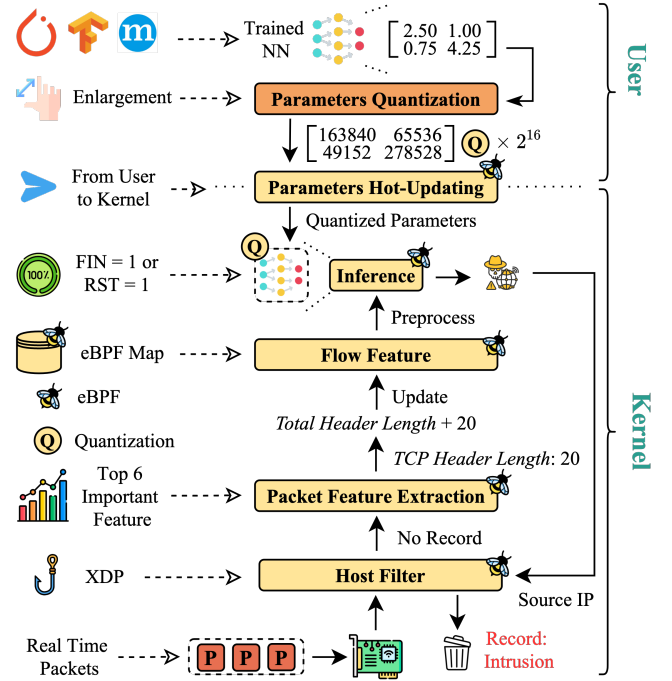 m
Trained
NN
2.50 1.00
0.75 4.25
Enlargement
Parameters Quantization
User
163840 65536
49152 278528
Q × 2^16
From User
to Kernel
Parameters Hot-Updating
Quantized Parameters
Q
100%
FIN = 1 or
RST = 1
Inference
Preprocess
eBPF Map
Flow Feature
eBPF
Update
Total Header Length + 20
Kernel
Q
Quantization
TCP Header Length: 20
Top 6
Important
Feature
Packet Feature Extraction
No Record
XDP
Host Filter
Source IP
Real Time
Packets
P P P
Record:
Intrusion